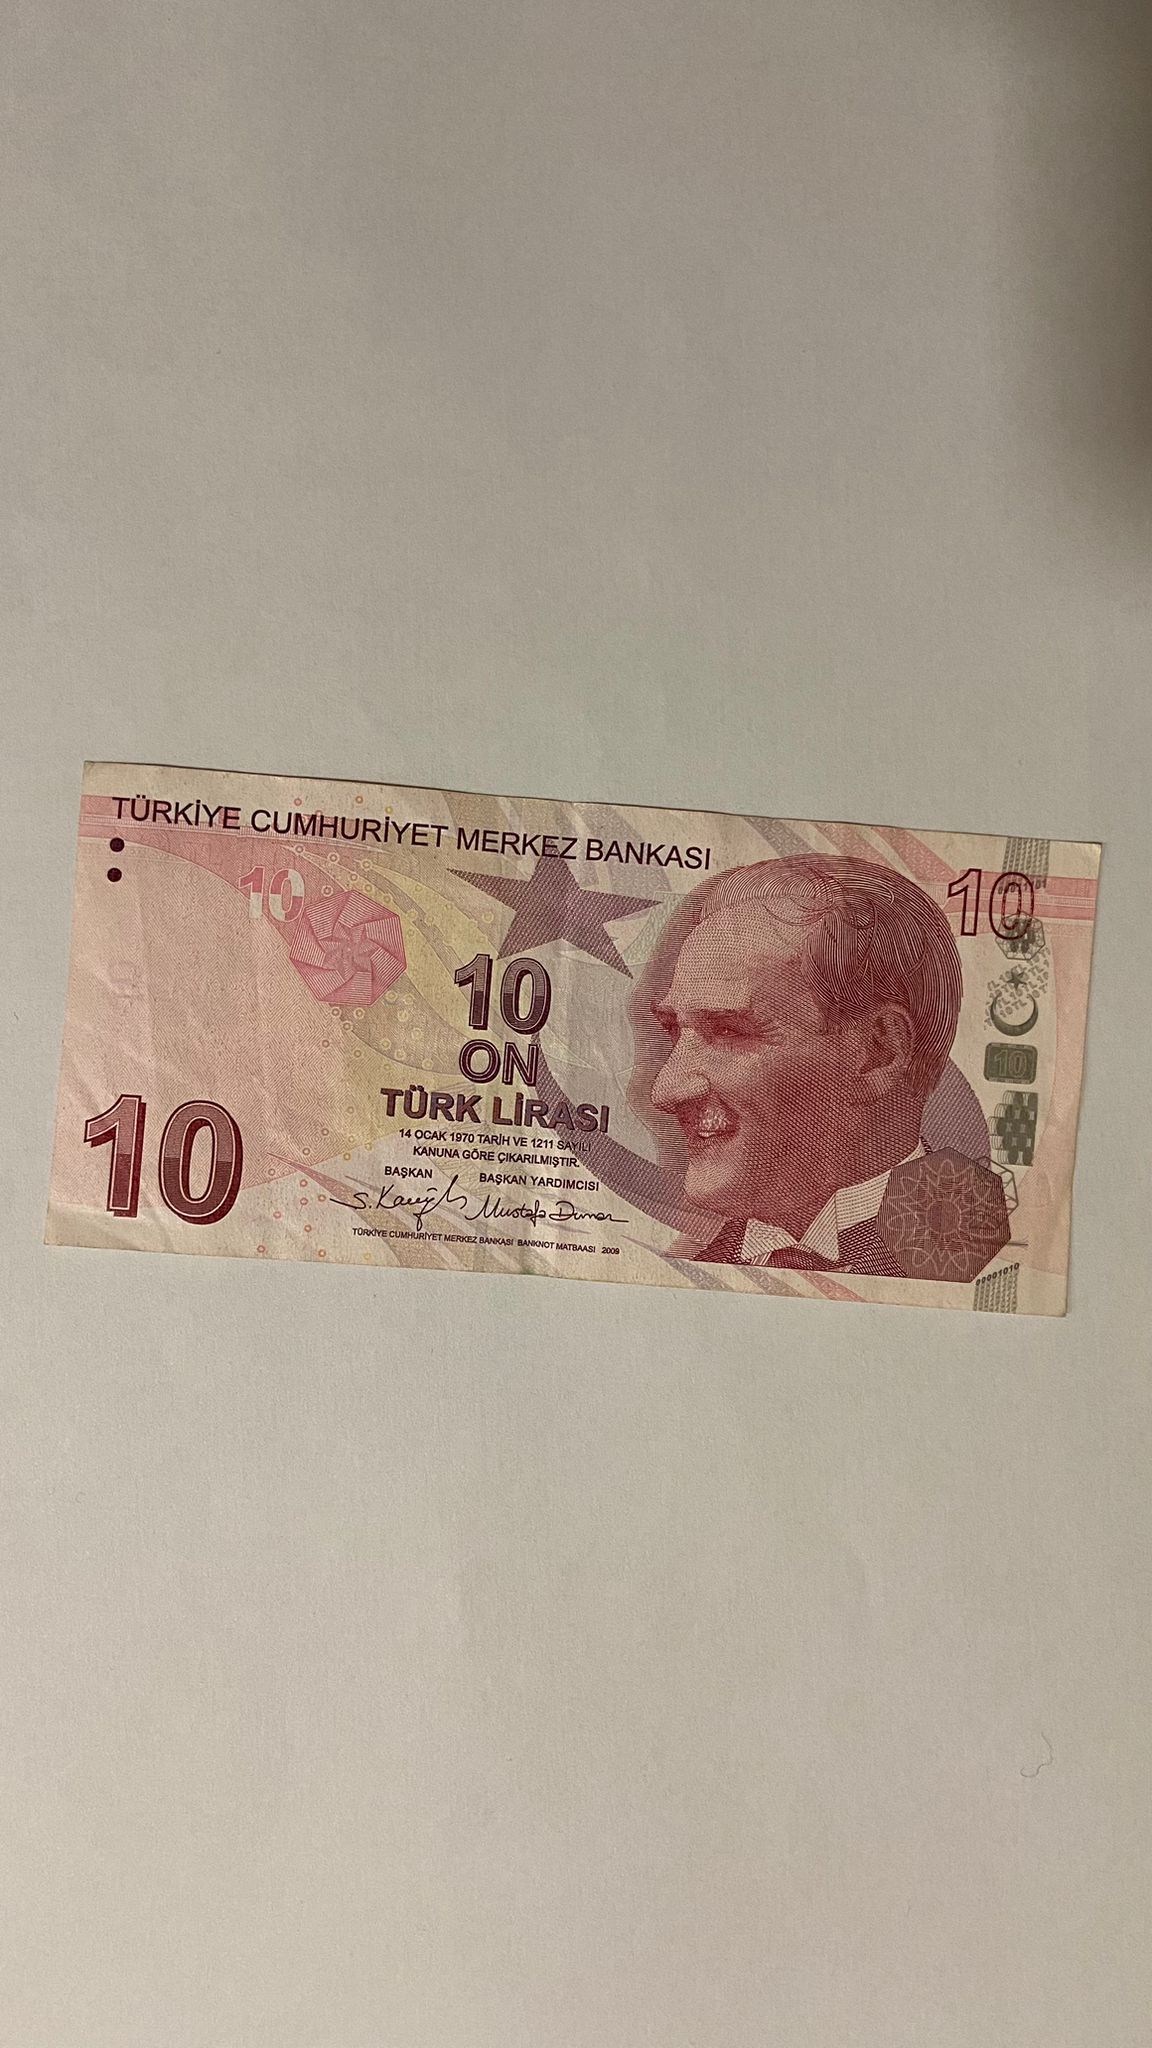 TÜRKİYE CUMHURİYET MERKEZ BANKASI
10
10
10
ON
TÜRK LİRASI
14 OCAK 1970 TARİH VE 1211 SAYILI
KANUNA GÖRE ÇIKARILMIŞTIR.
BAŞKAN BAŞKAN YARDIMCISI
Mustafa Duman
TÜRKİYE CUMHURİYET MERKEZ BANKASI BANKNOT MATBAASI 2009
10
10
00001010